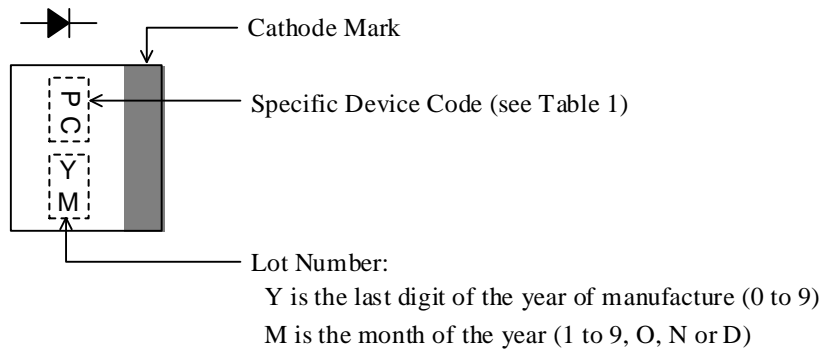 Cathode Mark
P
C
Specific Device Code (see Table 1)
Y
M
Lot Number:
Y is the last digit of the year of manufacture (0 to 9)
M is the month of the year (1 to 9, O, N or D)